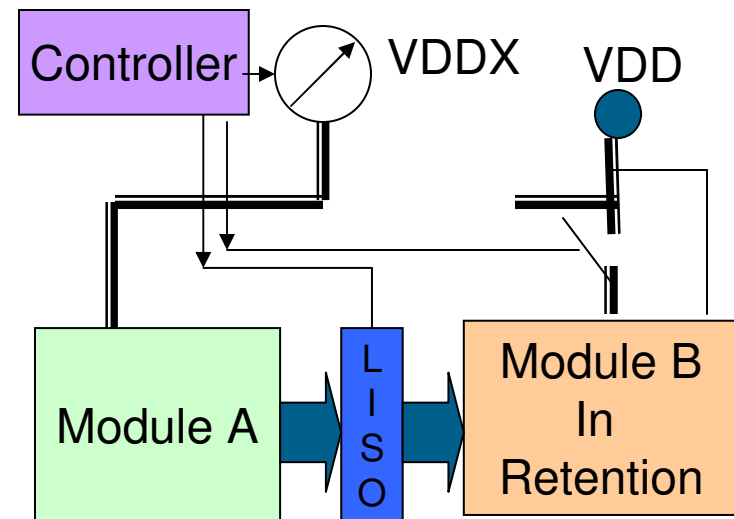 Controller
VDDX
VDD
Module A
L
I
S
O
Module B
In
Retention